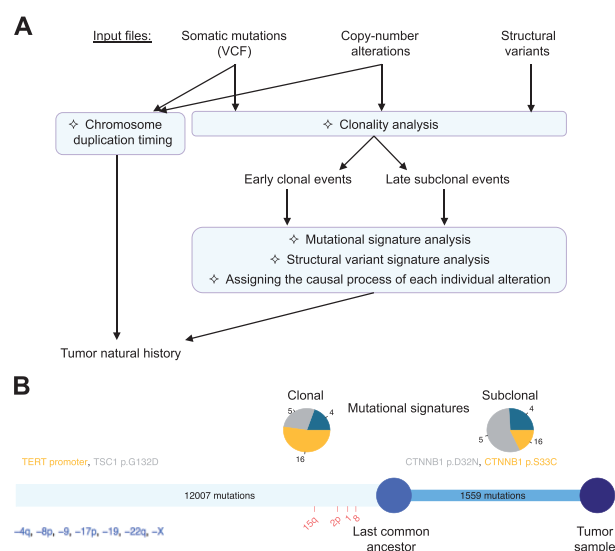 A
Input files:
Somatic mutations
(VCF)
Copy-number
alterations
Structural
variants
✧ Chromosome
duplication timing
✧ Clonality analysis
Early clonal events
Late subclonal events
✧ Mutational signature analysis
✧ Structural variant signature analysis
✧ Assigning the causal process of each individual alteration
Tumor natural history
B
Clonal
Mutational signatures
Subclonal
5
4
16
5
4
16
TERT promoter, TSC1 p.G132D
CTNNB1 p.D32N, CTNNB1 p.S33C
12007 mutations
1559 mutations
15q
2p
1
8
–4q, –8p, –9, –17p, –19, –22q, –X
Last common
ancestor
Tumor
sample